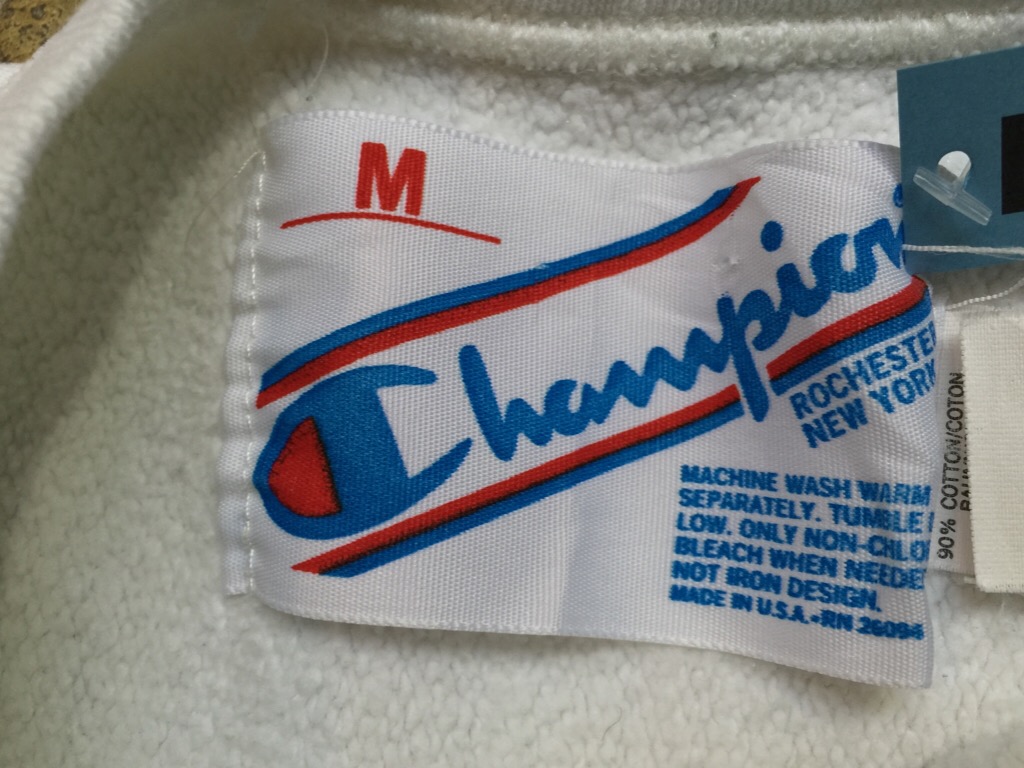 M
Champion
ROCHESTER
NEW YORK
MACHINE WASH WARM
SEPARATELY. TUMBLE
LOW. ONLY NON-CHLO
BLEACH WHEN NEEDE
NOT IRON DESIGN.
MADE IN U.S.A.•RN 26094
90% COTTON/COTON